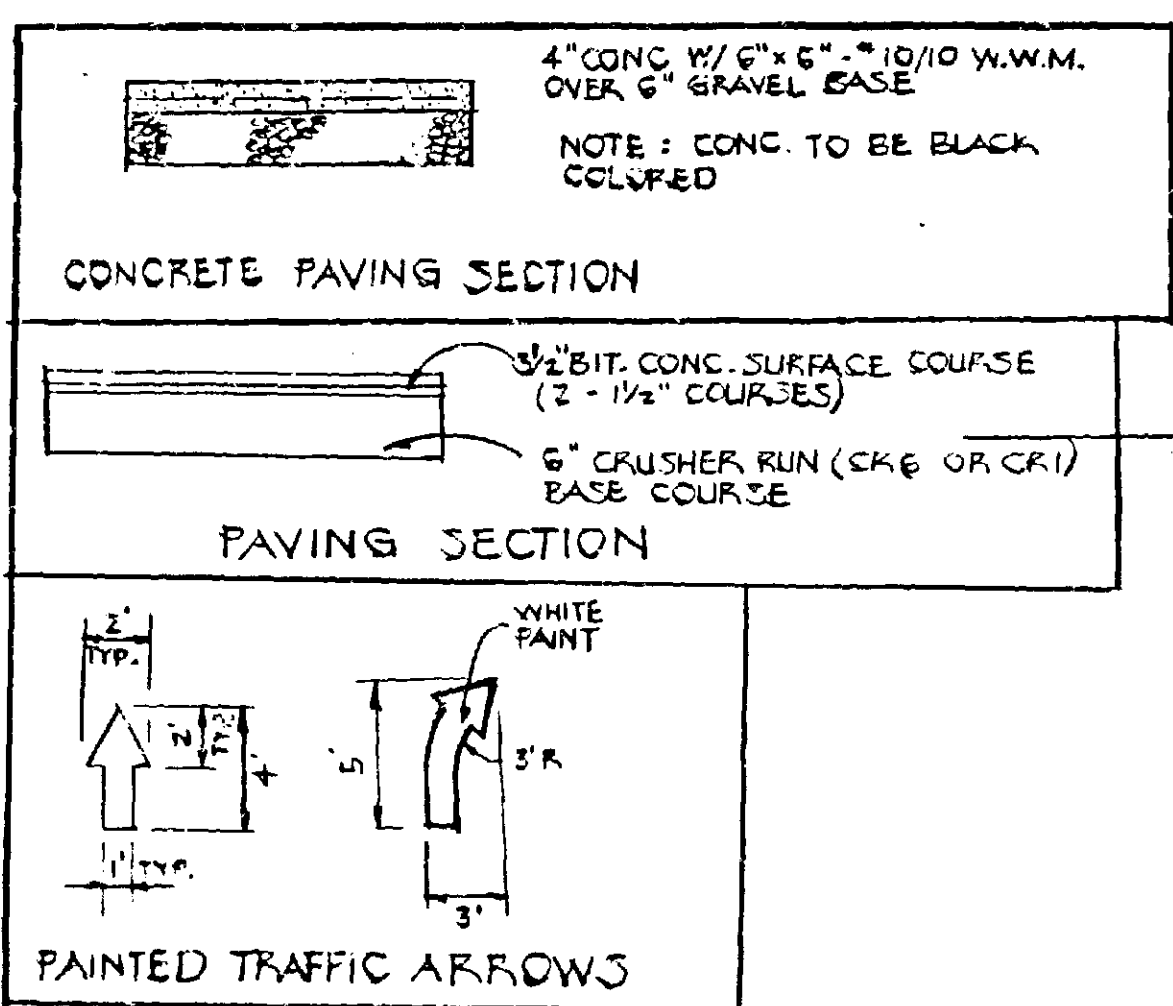 4" CONC W/ 6" x 6" - #10/10 W.W.M.
OVER 6" GRAVEL BASE
NOTE : CONC. TO BE BLACK
COLORED
CONCRETE PAVING SECTION
3½" BIT. CONC. SURFACE COURSE
(2 - 1½" COURSES)
6" CRUSHER RUN (CR6 OR CR1)
BASE COURSE
PAVING SECTION
2'
TYP.
2'
TYP.
4'
1' TYP.
WHITE
PAINT
5'
3' R
3'
PAINTED TRAFFIC ARROWS